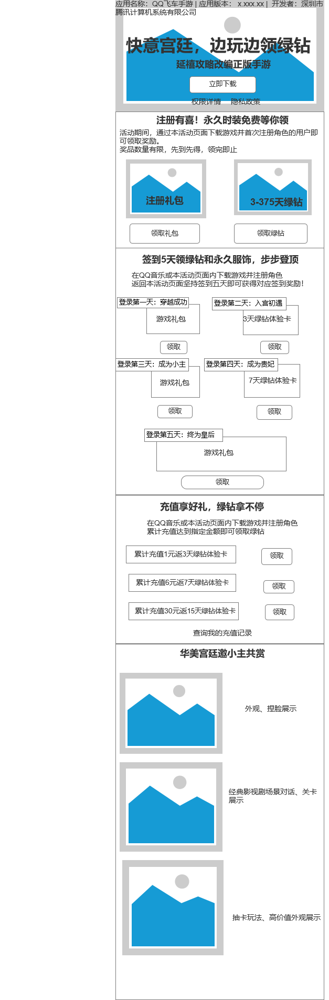 应用名称：QQ飞车手游 | 应用版本： x.xxx.xx | 开发者：深圳市
腾讯计算机系统有限公司
快意宫廷，边玩边领绿钻
延禧攻略改编正版手游
立即下载
权限详情 隐私政策
注册有喜！永久时装免费等你领
活动期间，通过本活动页面下载游戏并首次注册角色的用户即
可领取奖励。
奖品数量有限，先到先得，领完即止
注册礼包
3-375天绿钻
领取礼包
领取绿钻
签到5天领绿钻和永久服饰，步步登顶
在QQ音乐或本活动页面内下载游戏并注册角色
返回本活动页面坚持签到五天即可获得对应签到奖励！
登录第一天：穿越成功
登录第二天：入宫初遇
游戏礼包
3天绿钻体验卡
领取
领取
登录第三天：成为小主
登录第四天：成为贵妃
游戏礼包
7天绿钻体验卡
领取
领取
登录第五天：终为皇后
游戏礼包
领取
充值享好礼，绿钻拿不停
在QQ音乐或本活动页面内下载游戏并注册角色
累计充值达到指定金额即可领取绿钻
累计充值1元返3天绿钻体验卡
领取
累计充值6元返7天绿钻体验卡
领取
累计充值30元返15天绿钻体验卡
领取
查询我的充值记录
华美宫廷邀小主共赏
外观、捏脸展示
经典影视剧场景对话、关卡
展示
抽卡玩法、高价值外观展示